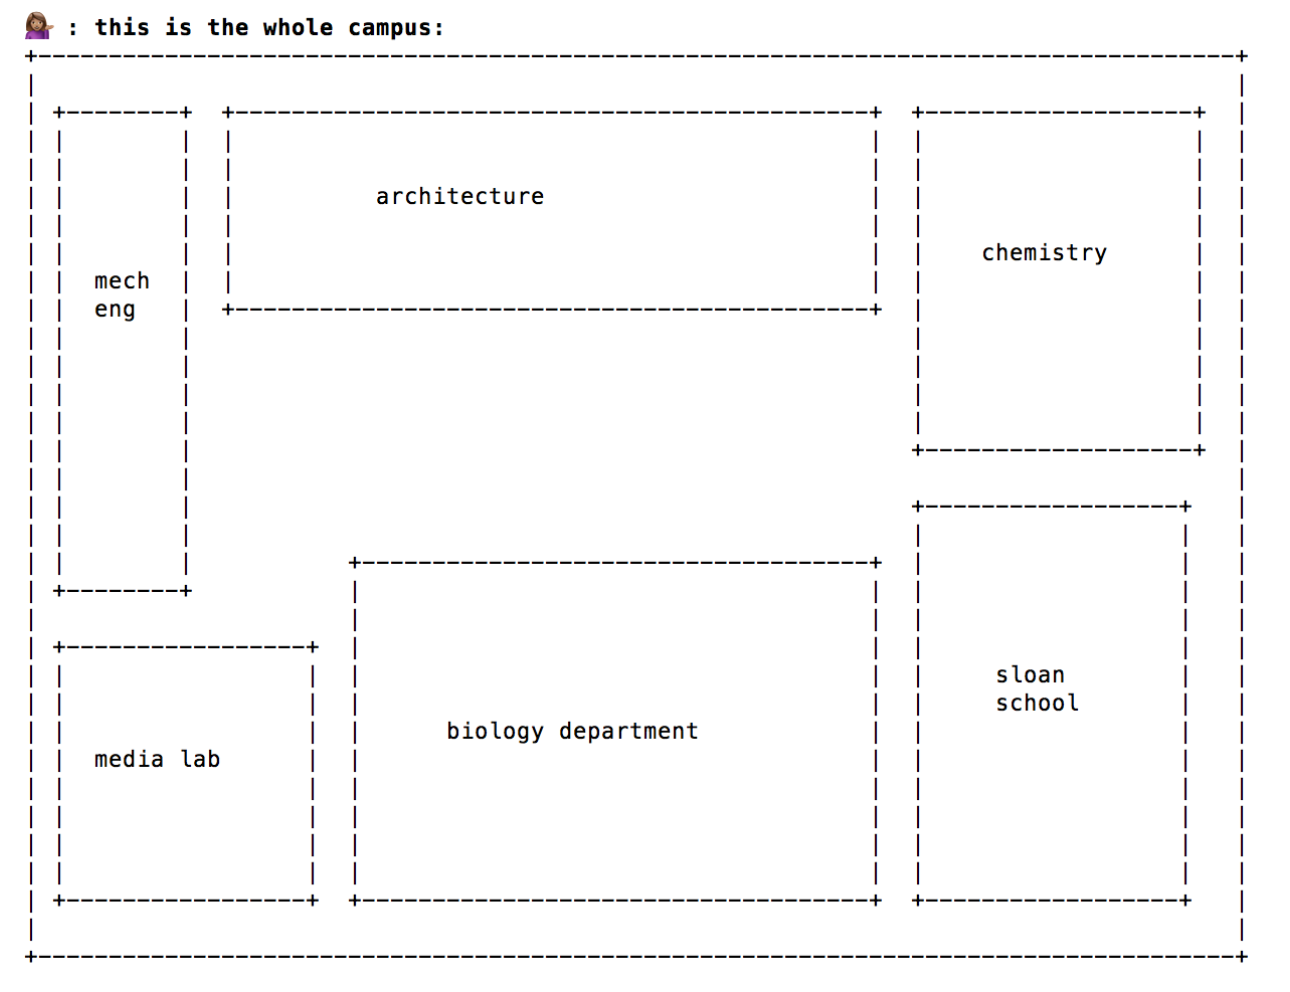 💁🏽 : this is the whole campus:
architecture
chemistry
mech
eng
sloan
school
biology department
media lab